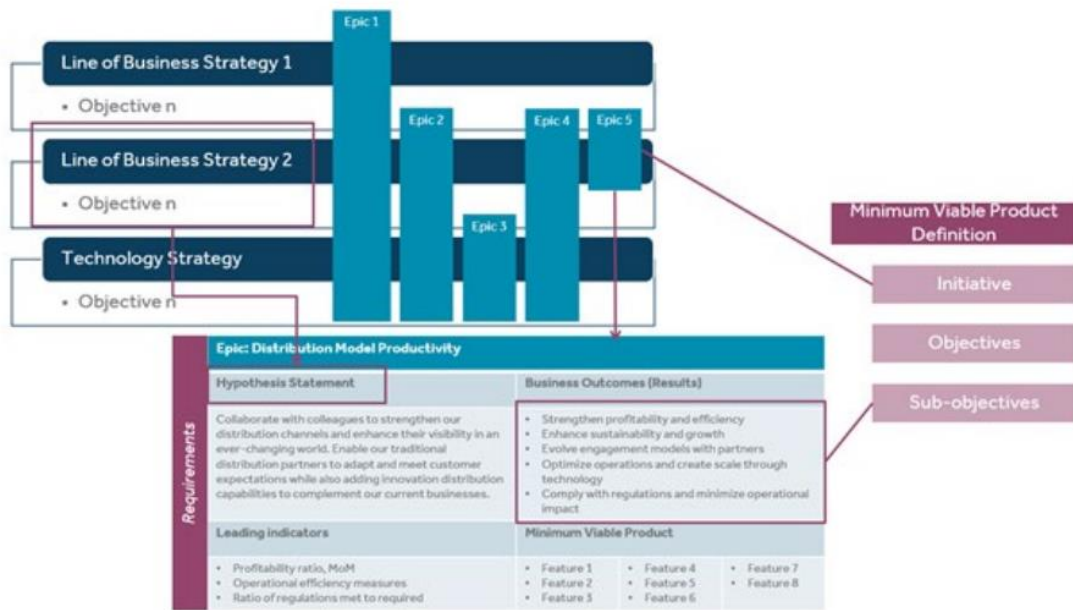 Epic 1
Line of Business Strategy 1
• Objective n
Epic 2
Epic 4
Epic 5
Line of Business Strategy 2
• Objective n
Epic 3
Technology Strategy
• Objective n
Minimum Viable Product
Definition
Initiative
Objectives
Sub-objectives
Requirements
Epic: Distribution Model Productivity
Hypothesis Statement
Collaborate with colleagues to strengthen our
distribution channels and enhance their visibility in an
ever-changing world. Enable our traditional
distribution partners to adapt and meet customer
expectations while also adding innovation distribution
capabilities to complement our current businesses.
Business Outcomes (Results)
• Strengthen profitability and efficiency
• Enhance sustainability and growth
• Evolve engagement models with partners
• Optimize operations and create scale through
technology
• Comply with regulations and minimize operational
impact
Leading indicators
• Profitability ratio, MoM
• Operational efficiency measures
• Ratio of regulations met to required
Minimum Viable Product
• Feature 1
• Feature 2
• Feature 3
• Feature 4
• Feature 5
• Feature 6
• Feature 7
• Feature 8